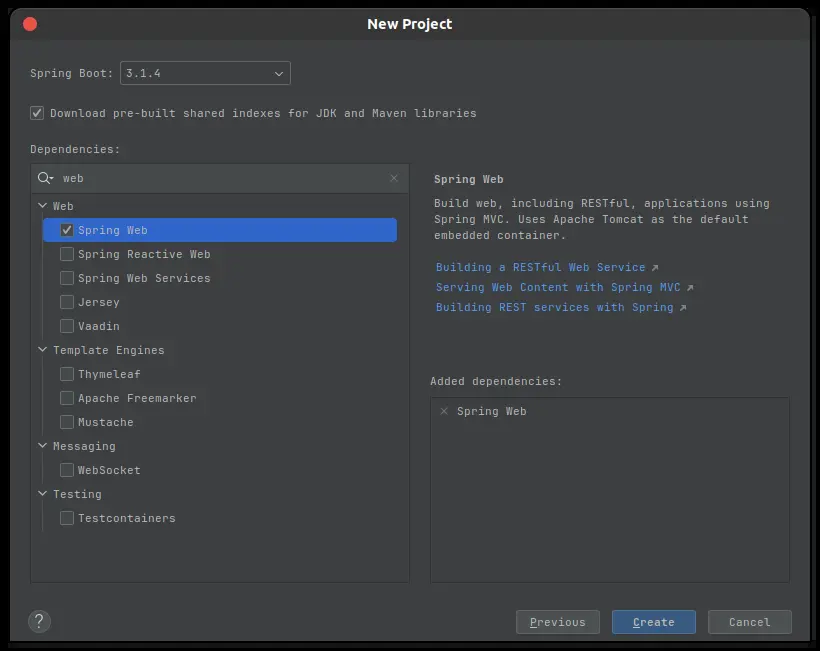 New Project
Spring Boot: 3.1.4
Download pre-built shared indexes for JDK and Maven libraries
Dependencies:
web
Web
Spring Web
Spring Reactive Web
Spring Web Services
Jersey
Vaadin
Template Engines
Thymeleaf
Apache Freemarker
Mustache
Messaging
WebSocket
Testing
Testcontainers
Spring Web
Build web, including RESTful, applications using
Spring MVC. Uses Apache Tomcat as the default
embedded container.
Building a RESTful Web Service ↗
Serving Web Content with Spring MVC ↗
Building REST services with Spring ↗
Added dependencies:
Spring Web
?
Previous
Create
Cancel